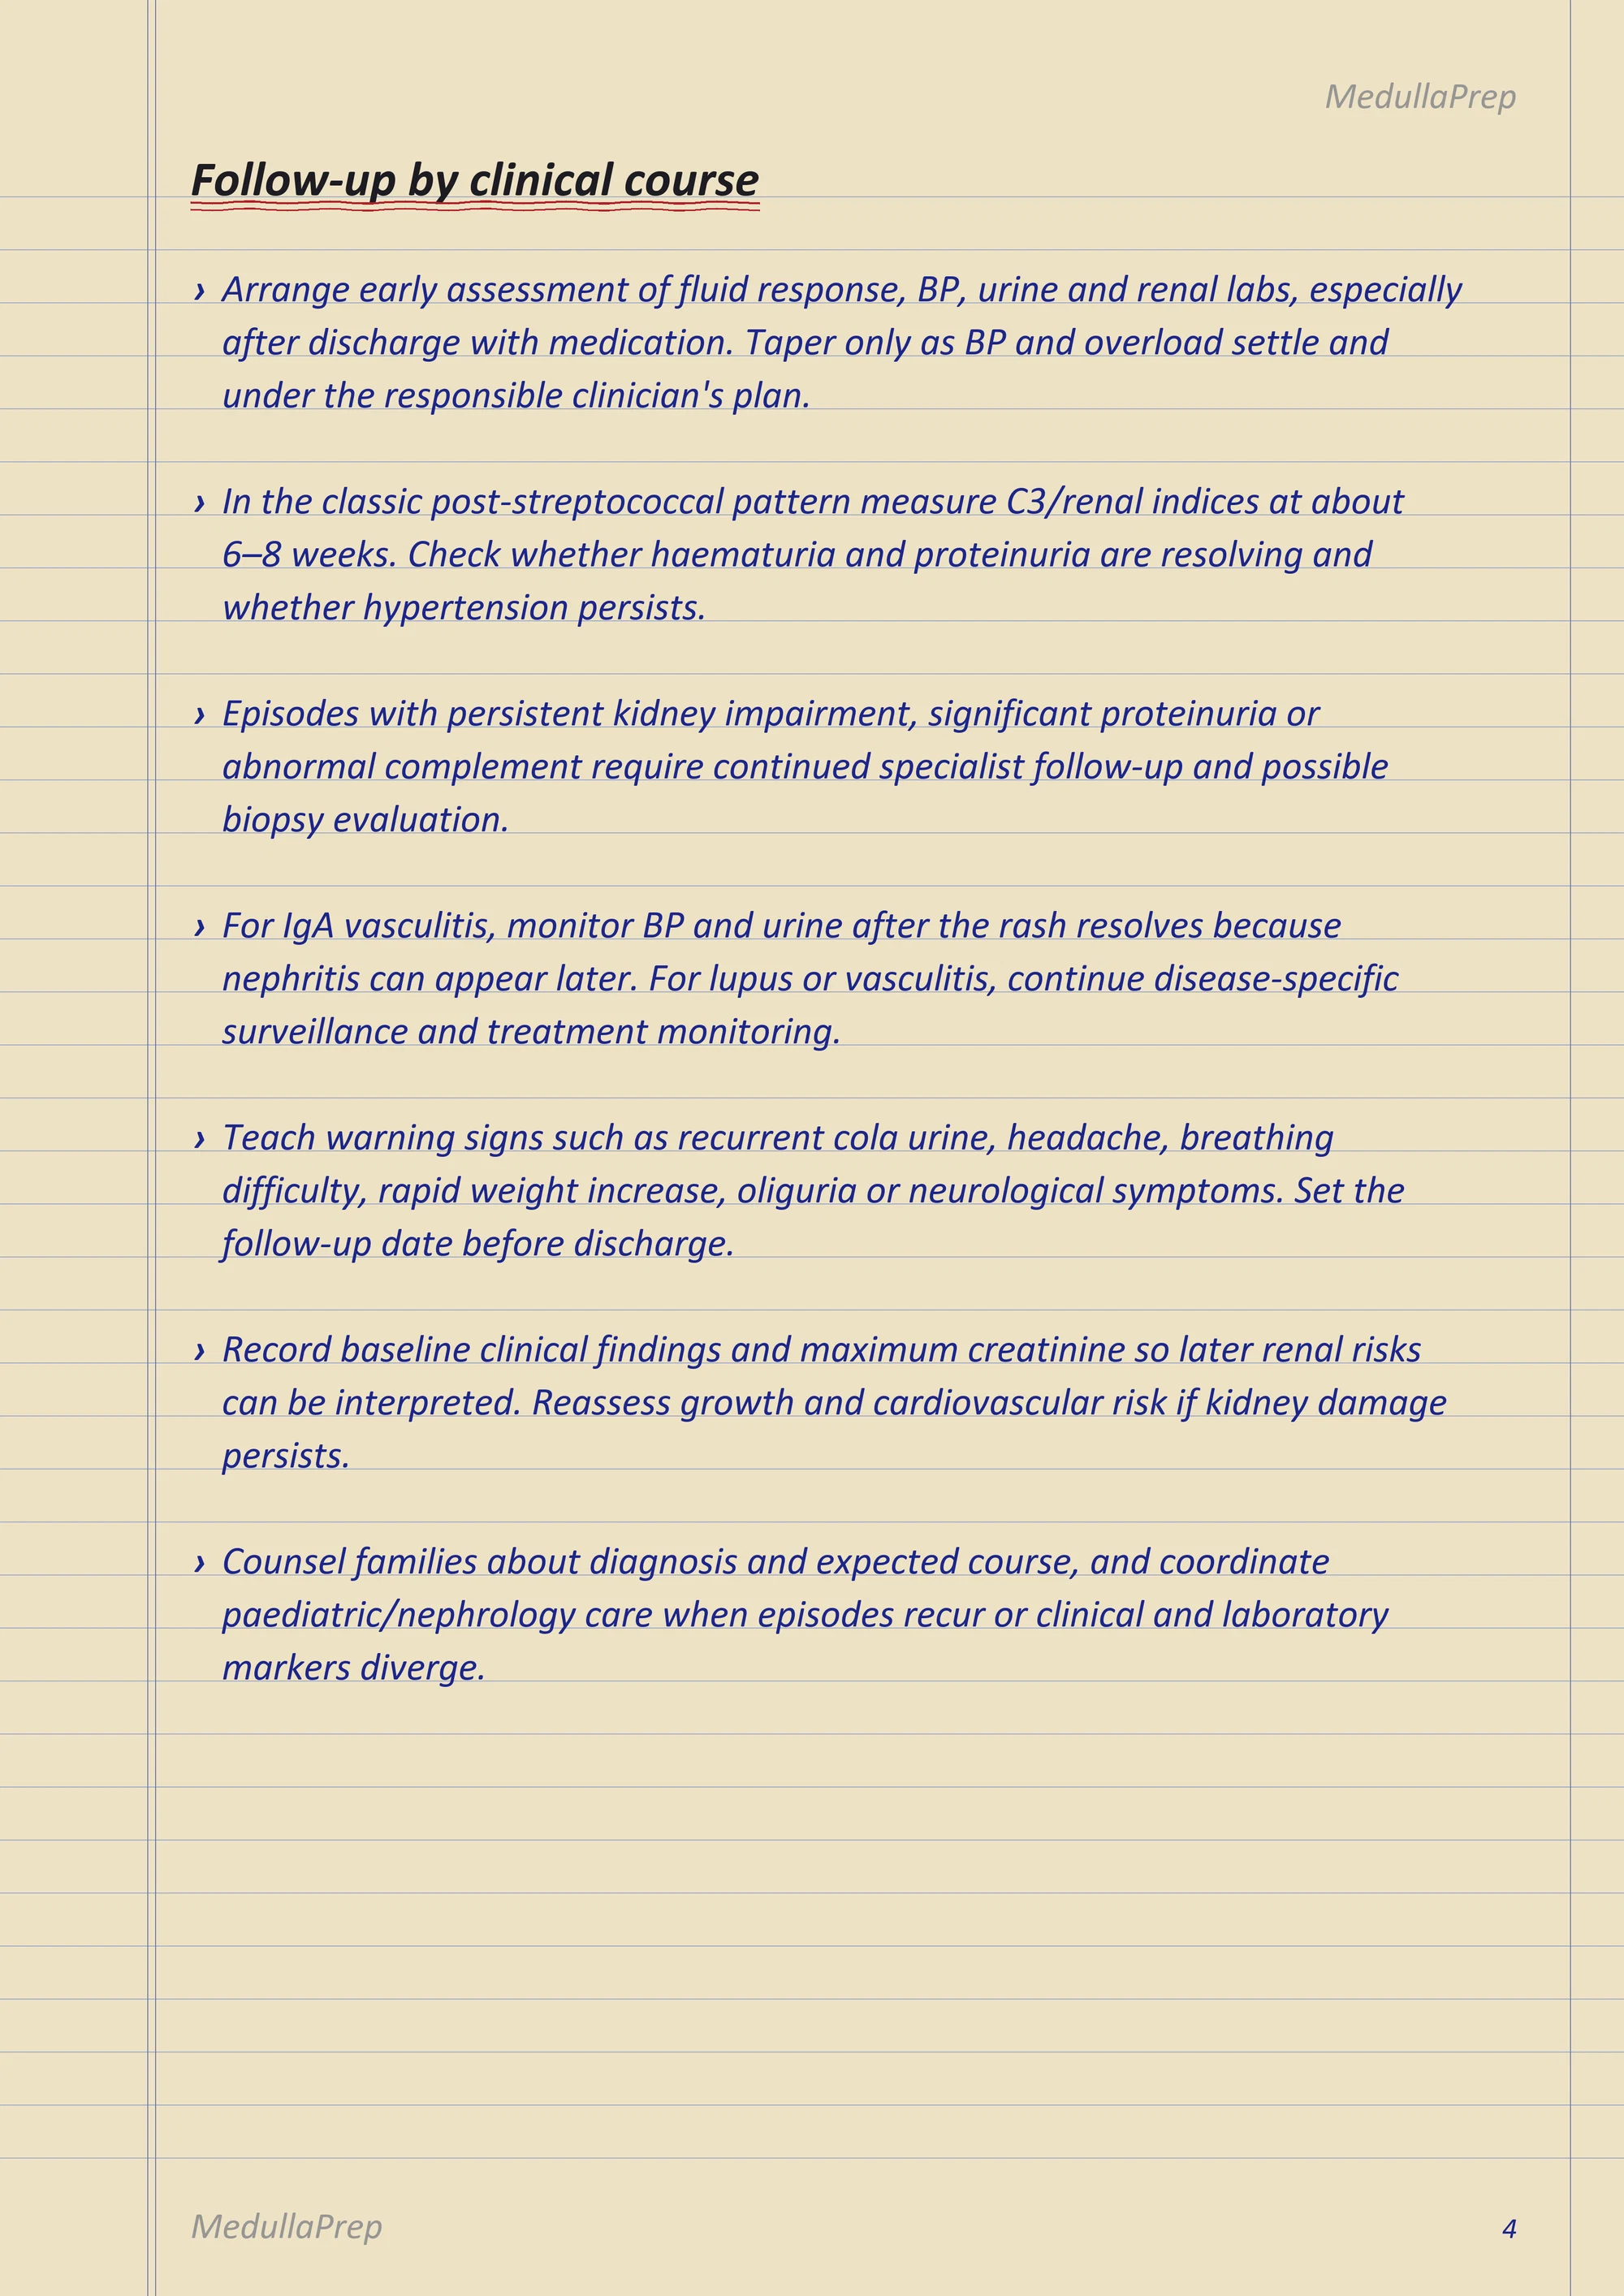 MedullaPrep
Follow-up by clinical course
› Arrange early assessment of fluid response, BP, urine and renal labs, especially
after discharge with medication. Taper only as BP and overload settle and
under the responsible clinician's plan.
› In the classic post-streptococcal pattern measure C3/renal indices at about
6–8 weeks. Check whether haematuria and proteinuria are resolving and
whether hypertension persists.
› Episodes with persistent kidney impairment, significant proteinuria or
abnormal complement require continued specialist follow-up and possible
biopsy evaluation.
› For IgA vasculitis, monitor BP and urine after the rash resolves because
nephritis can appear later. For lupus or vasculitis, continue disease-specific
surveillance and treatment monitoring.
› Teach warning signs such as recurrent cola urine, headache, breathing
difficulty, rapid weight increase, oliguria or neurological symptoms. Set the
follow-up date before discharge.
› Record baseline clinical findings and maximum creatinine so later renal risks
can be interpreted. Reassess growth and cardiovascular risk if kidney damage
persists.
› Counsel families about diagnosis and expected course, and coordinate
paediatric/nephrology care when episodes recur or clinical and laboratory
markers diverge.
MedullaPrep
4